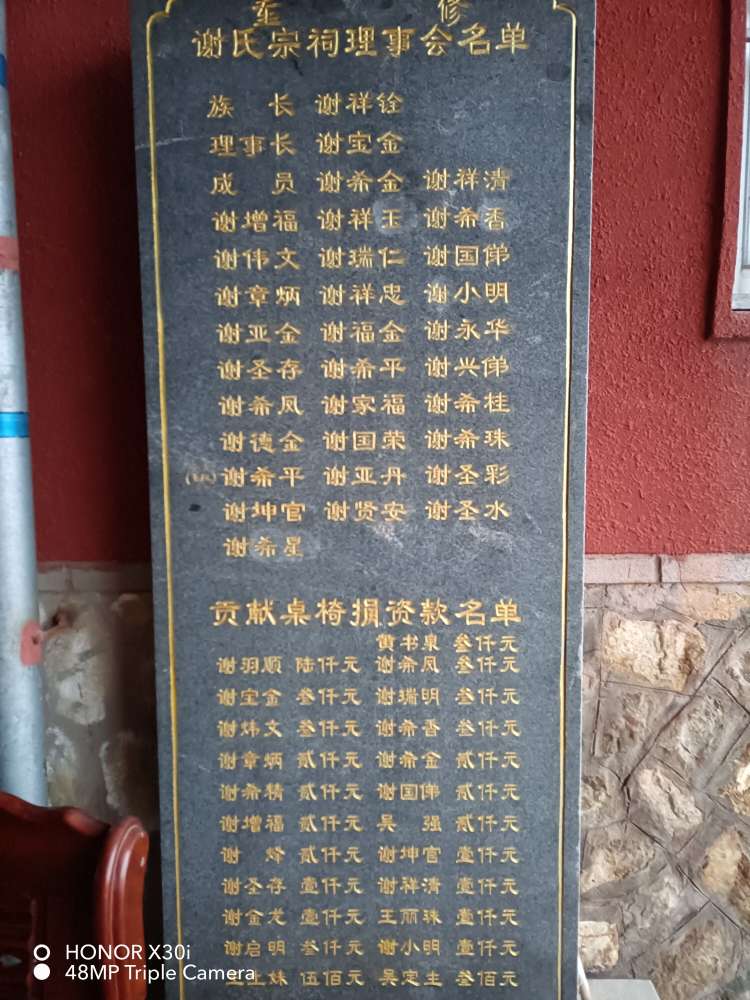 重 修
谢氏宗祠理事会名单
族 长 谢祥铨
理事长 谢宝金
成 员 谢希金 谢祥清
谢增福 谢祥玉 谢希香
谢伟文 谢瑞仁 谢国俤
谢章炳 谢祥忠 谢小明
谢亚金 谢福金 谢永华
谢圣存 谢希平 谢兴俤
谢希凤 谢家福 谢希桂
谢德金 谢国荣 谢希珠
谢希平 谢亚丹 谢圣彩
谢坤官 谢贤安 谢圣水
谢希星
贡献桌椅捐资款名单
黄书泉 叁仟元
谢羽顺 陆仟元 谢希凤 叁仟元
谢宝金 叁仟元 谢瑞明 叁仟元
谢炜文 叁仟元 谢希香 叁仟元
谢章炳 贰仟元 谢希金 贰仟元
谢希精 贰仟元 谢国俤 贰仟元
谢增福 贰仟元 吴 强 贰仟元
谢 烽 贰仟元 谢坤官 壹仟元
谢圣存 壹仟元 谢祥清 壹仟元
谢金龙 壹仟元 王丽珠 壹仟元
谢启明 叁仟元 谢小明 壹仟元
妹 伍佰元 吴定生 叁佰元
HONOR X30i
48MP Triple Camera